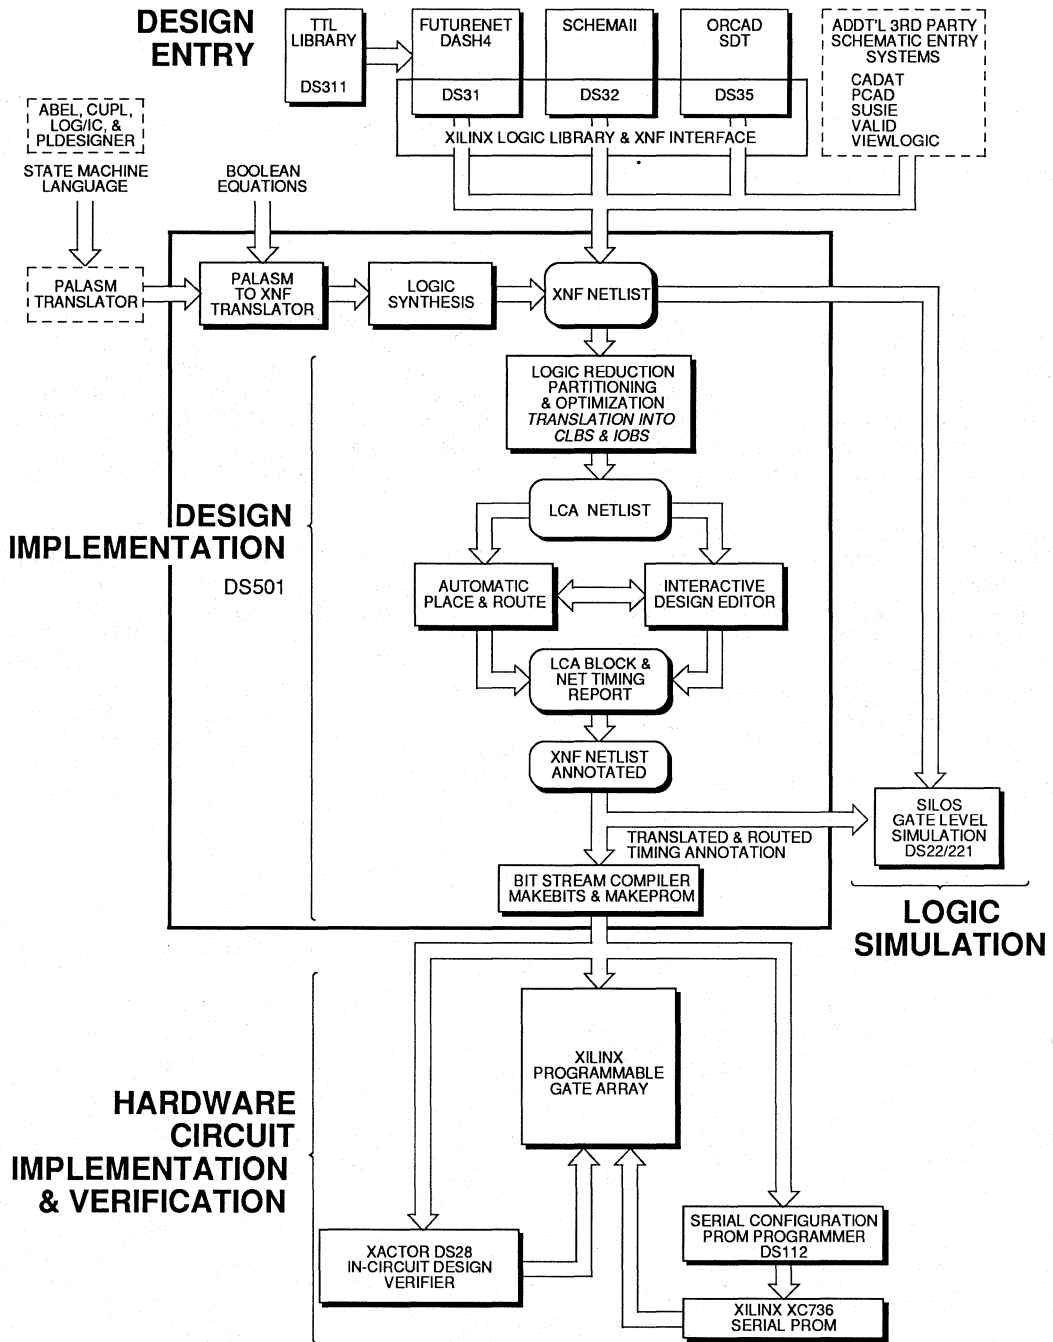 DESIGN
ENTRY
TTL
LIBRARY
DS311
FUTURENET
DASH4
DS31
SCHEMAII
DS32
ORCAD
SDT
DS35
XILINX LOGIC LIBRARY & XNF INTERFACE
ADDT'L 3RD PARTY
SCHEMATIC ENTRY
SYSTEMS
CADAT
PCAD
SUSIE
VALID
VIEWLOGIC
ABEL, CUPL,
LOG/IC, &
PLDESIGNER
STATE MACHINE
LANGUAGE
BOOLEAN
EQUATIONS
PALASM
TRANSLATOR
PALASM
TO XNF
TRANSLATOR
LOGIC
SYNTHESIS
XNF NETLIST
LOGIC REDUCTION
PARTITIONING
& OPTIMIZATION
TRANSLATION INTO
CLBS & IOBS
LCA NETLIST
DESIGN
IMPLEMENTATION
DS501
AUTOMATIC
PLACE & ROUTE
INTERACTIVE
DESIGN EDITOR
LCA BLOCK &
NET TIMING
REPORT
XNF NETLIST
ANNOTATED
TRANSLATED & ROUTED
TIMING ANNOTATION
SILOS
GATE LEVEL
SIMULATION
DS22/221
BIT STREAM COMPILER
MAKEBITS & MAKEPROM
LOGIC
SIMULATION
XILINX
PROGRAMMABLE
GATE ARRAY
HARDWARE
CIRCUIT
IMPLEMENTATION
& VERIFICATION
XACTOR DS28
IN-CIRCUIT DESIGN
VERIFIER
SERIAL CONFIGURATION
PROM PROGRAMMER
DS112
XILINX XC736
SERIAL PROM